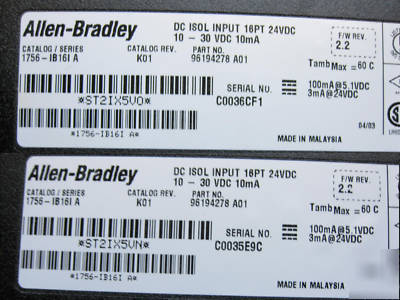 Allen-Bradley
DC ISOL INPUT 16PT 24VDC
10 - 30 VDC 10mA
F/W REV.
2.2
CATALOG / SERIES
CATALOG REV.
PART NO.
1756-IB16I A
K01
96194278 A01
Tamb Max = 60 C
SERIAL NO.
100mA@5.1VDC
3mA@24VDC
*ST2IX5VO*
C0036CF1
04/03
*1756-IB16I A*
MADE IN MALAYSIA
Allen-Bradley
DC ISOL INPUT 16PT 24VDC
10 - 30 VDC 10mA
F/W REV.
2.2
CATALOG / SERIES
CATALOG REV.
PART NO.
1756-IB16I A
K01
96194278 A01
Tamb Max = 60 C
SERIAL NO.
100mA@5.1VDC
3mA@24VDC
*ST2IX5VN*
C0035E9C
*1756-IB16I A*
MADE IN MALAYSIA